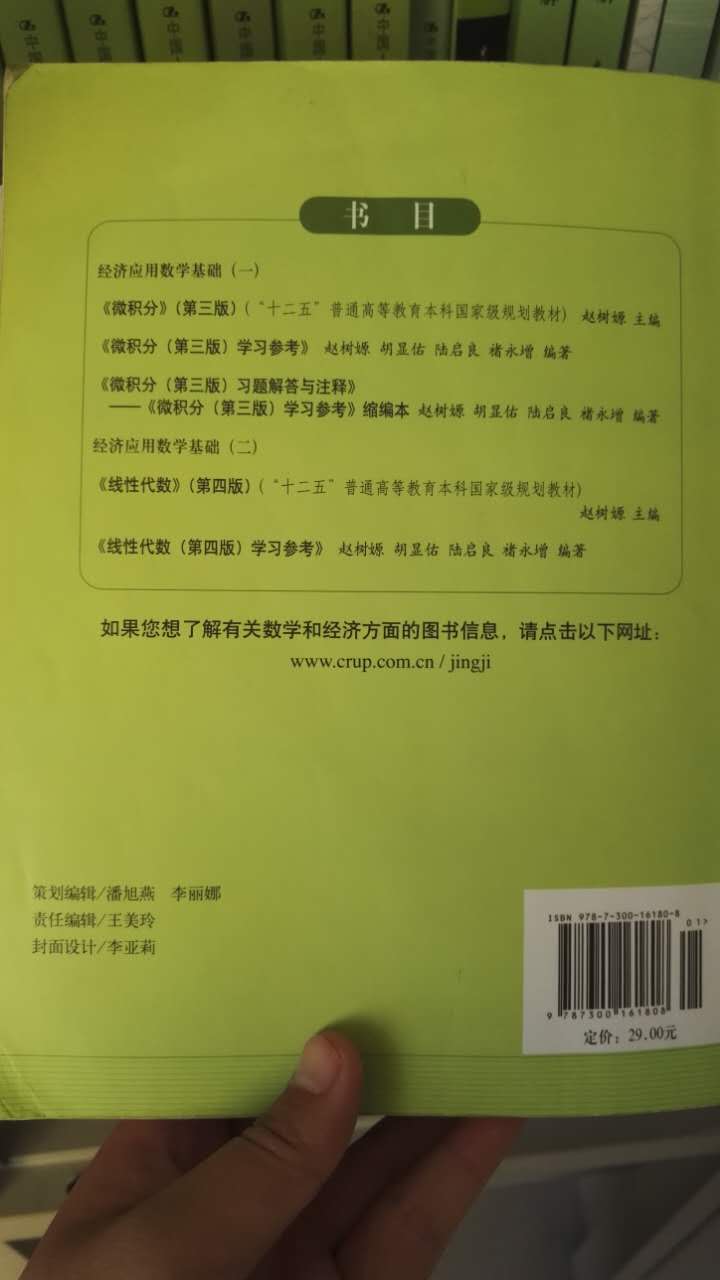 中国
中国
中国
中国
中国
书 目
经济应用数学基础（一）
《微积分》（第三版）（“十二五”普通高等教育本科国家级规划教材） 赵树嫄 主编
《微积分（第三版）学习参考》 赵树嫄 胡显佑 陆启良 褚永增 编著
《微积分（第三版）习题解答与注释》
——《微积分（第三版）学习参考》缩编本 赵树嫄 胡显佑 陆启良 褚永增 编著
经济应用数学基础（二）
《线性代数》（第四版）（“十二五”普通高等教育本科国家级规划教材）
赵树嫄 主编
《线性代数（第四版）学习参考》 赵树嫄 胡显佑 陆启良 褚永增 编著
如果您想了解有关数学和经济方面的图书信息，请点击以下网址：
www.crup.com.cn / jingji
策划编辑/潘旭燕 李丽娜
责任编辑/王美玲
封面设计/李亚莉
ISBN 978-7-300-16180-8
01>
9 787300 161808
定价：29.00元